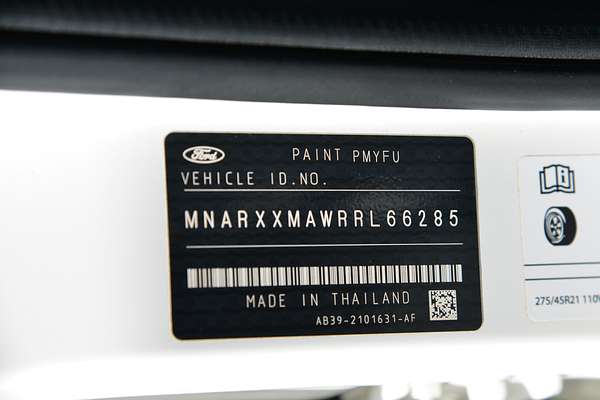 Ford
PAINT PMYFU
VEHICLE ID.NO.
MNARXXMAWRRL66285
MADE IN THAILAND
AB39-2101631-AF
275/45R21 110W